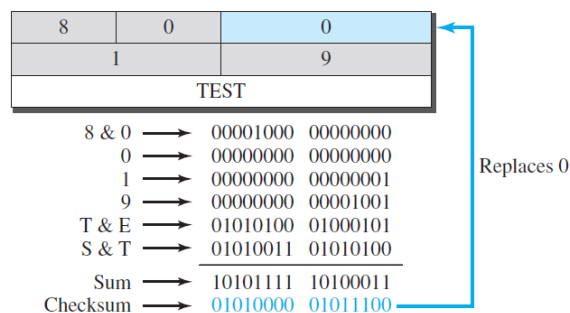 8 0 0
1 9
TEST
8 & 0 00001000 00000000
0 00000000 00000000
1 00000000 00000001
9 00000000 00001001
T & E 01010100 01000101
S & T 01010011 01010100
Sum 10101111 10100011
Checksum 01010000 01011100
Replaces 0